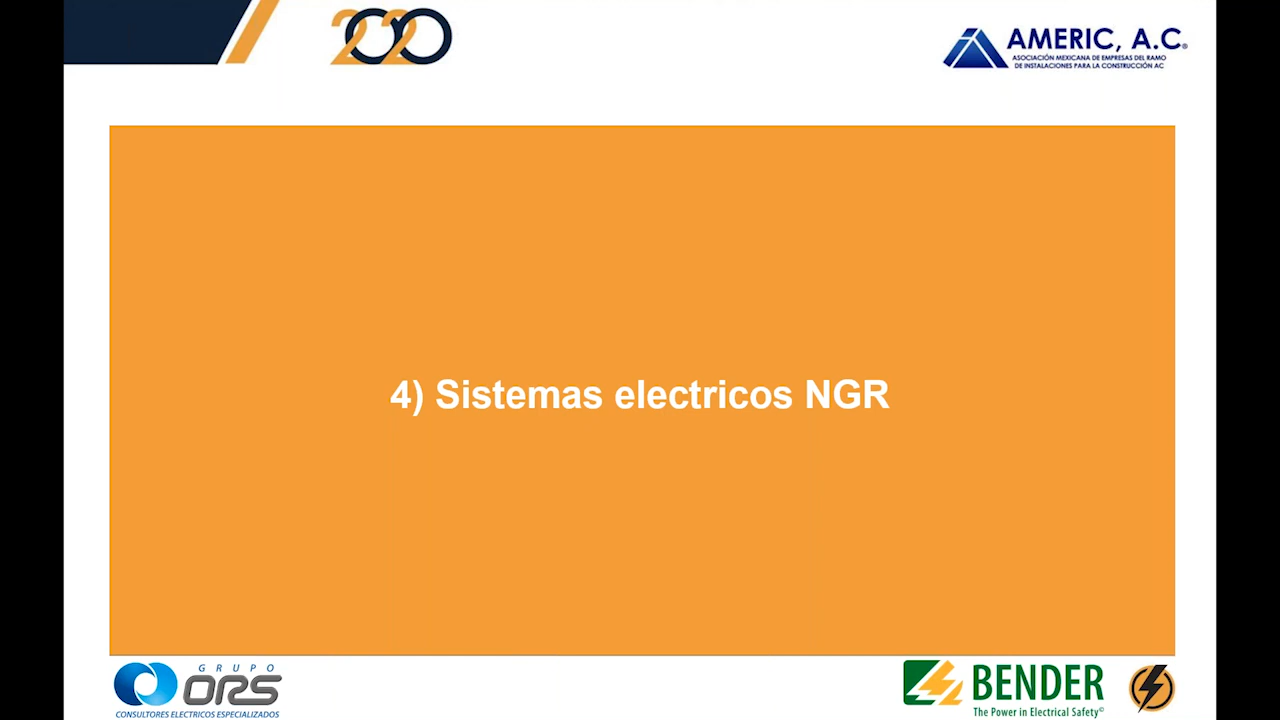 2020
AMERIC, A.C.®
ASOCIACIÓN MEXICANA DE EMPRESAS DEL RAMO
DE INSTALACIONES PARA LA CONSTRUCCIÓN AC
4) Sistemas electricos NGR
GRUPO
ORS
CONSULTORES ELECTRICOS ESPECIALIZADOS
BENDER
The Power in Electrical Safety©